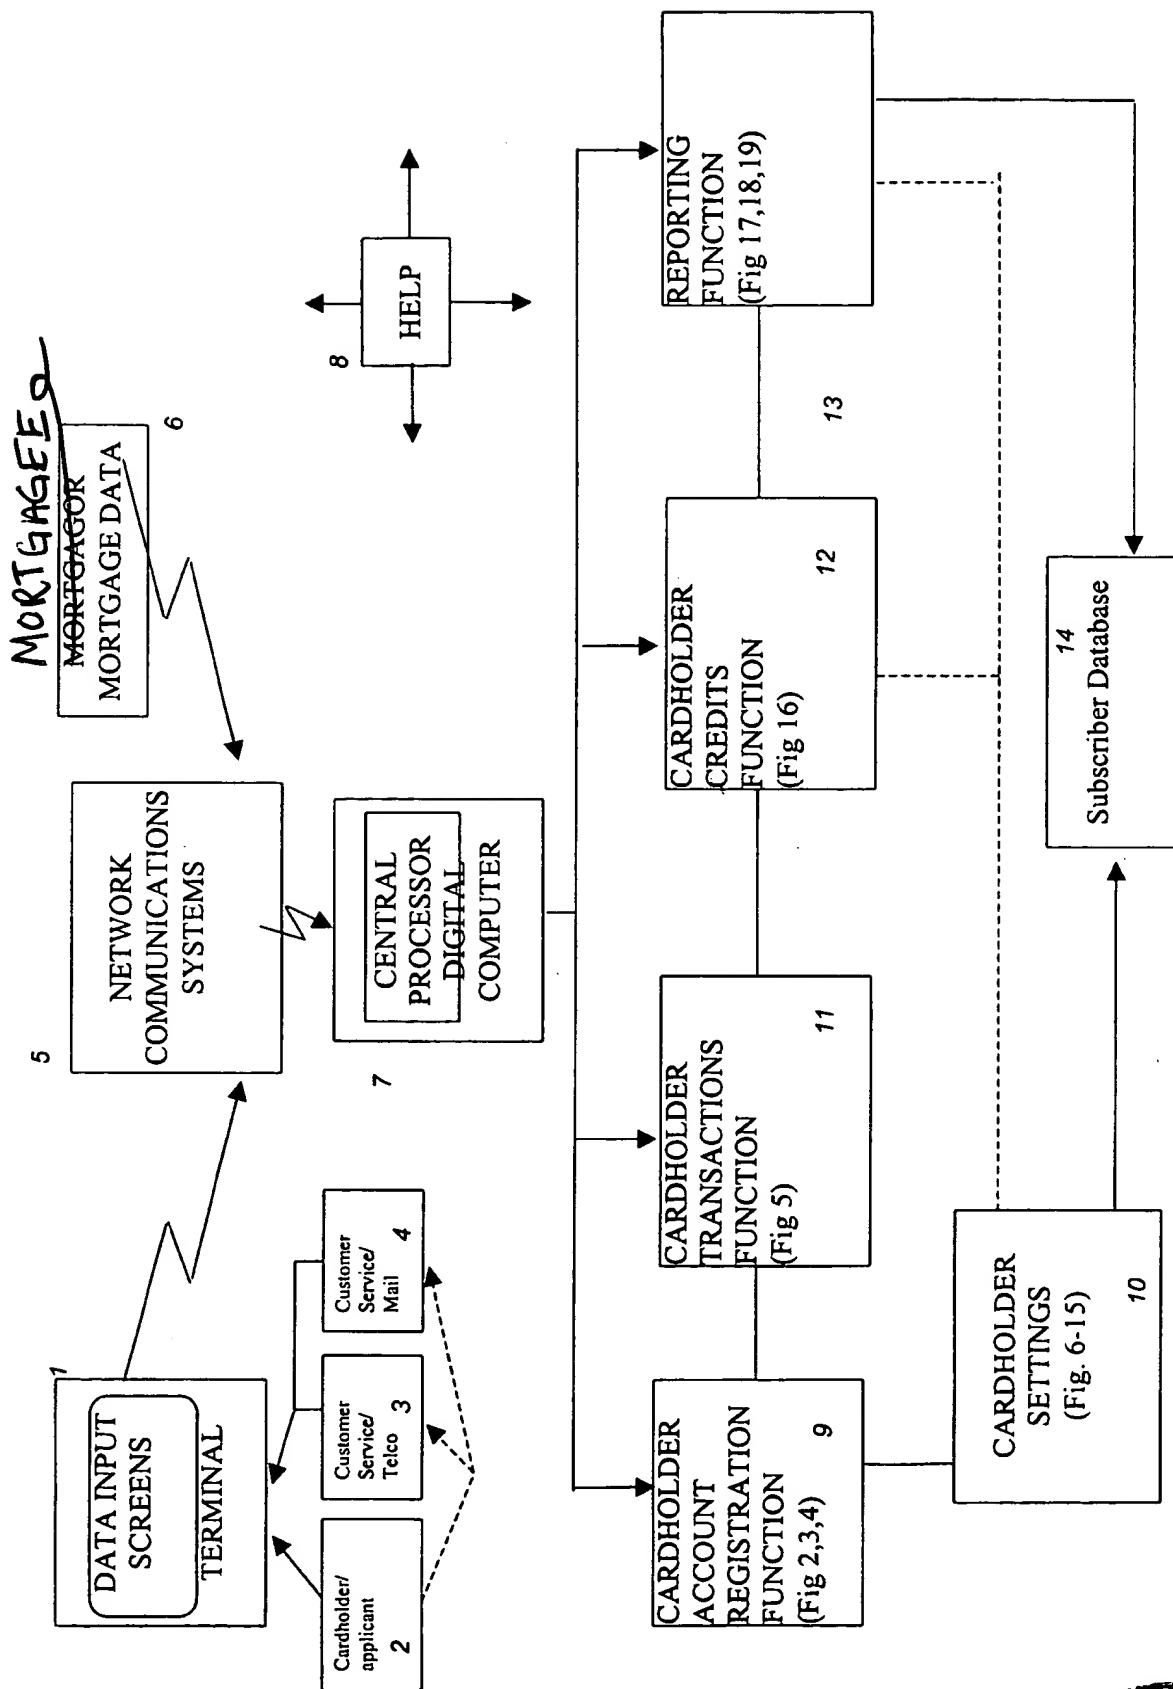 MORTGAGEE
MORTGAGOR
MORTGAGE DATA
6
5
NETWORK
COMMUNICATIONS
SYSTEMS
1
DATA INPUT
SCREENS
TERMINAL
Cardholder/
applicant
2
Customer
Service/
Telco
3
Customer
Service/
Mail
4
7
CENTRAL
PROCESSOR
DIGITAL
COMPUTER
8
HELP
CARDHOLDER
ACCOUNT
REGISTRATION
FUNCTION
(Fig 2,3,4)
9
CARDHOLDER
TRANSACTIONS
FUNCTION
(Fig 5)
11
CARDHOLDER
CREDITS
FUNCTION
(Fig 16)
12
REPORTING
FUNCTION
(Fig 17,18,19)
13
CARDHOLDER
SETTINGS
(Fig. 6-15)
10
14
Subscriber Database